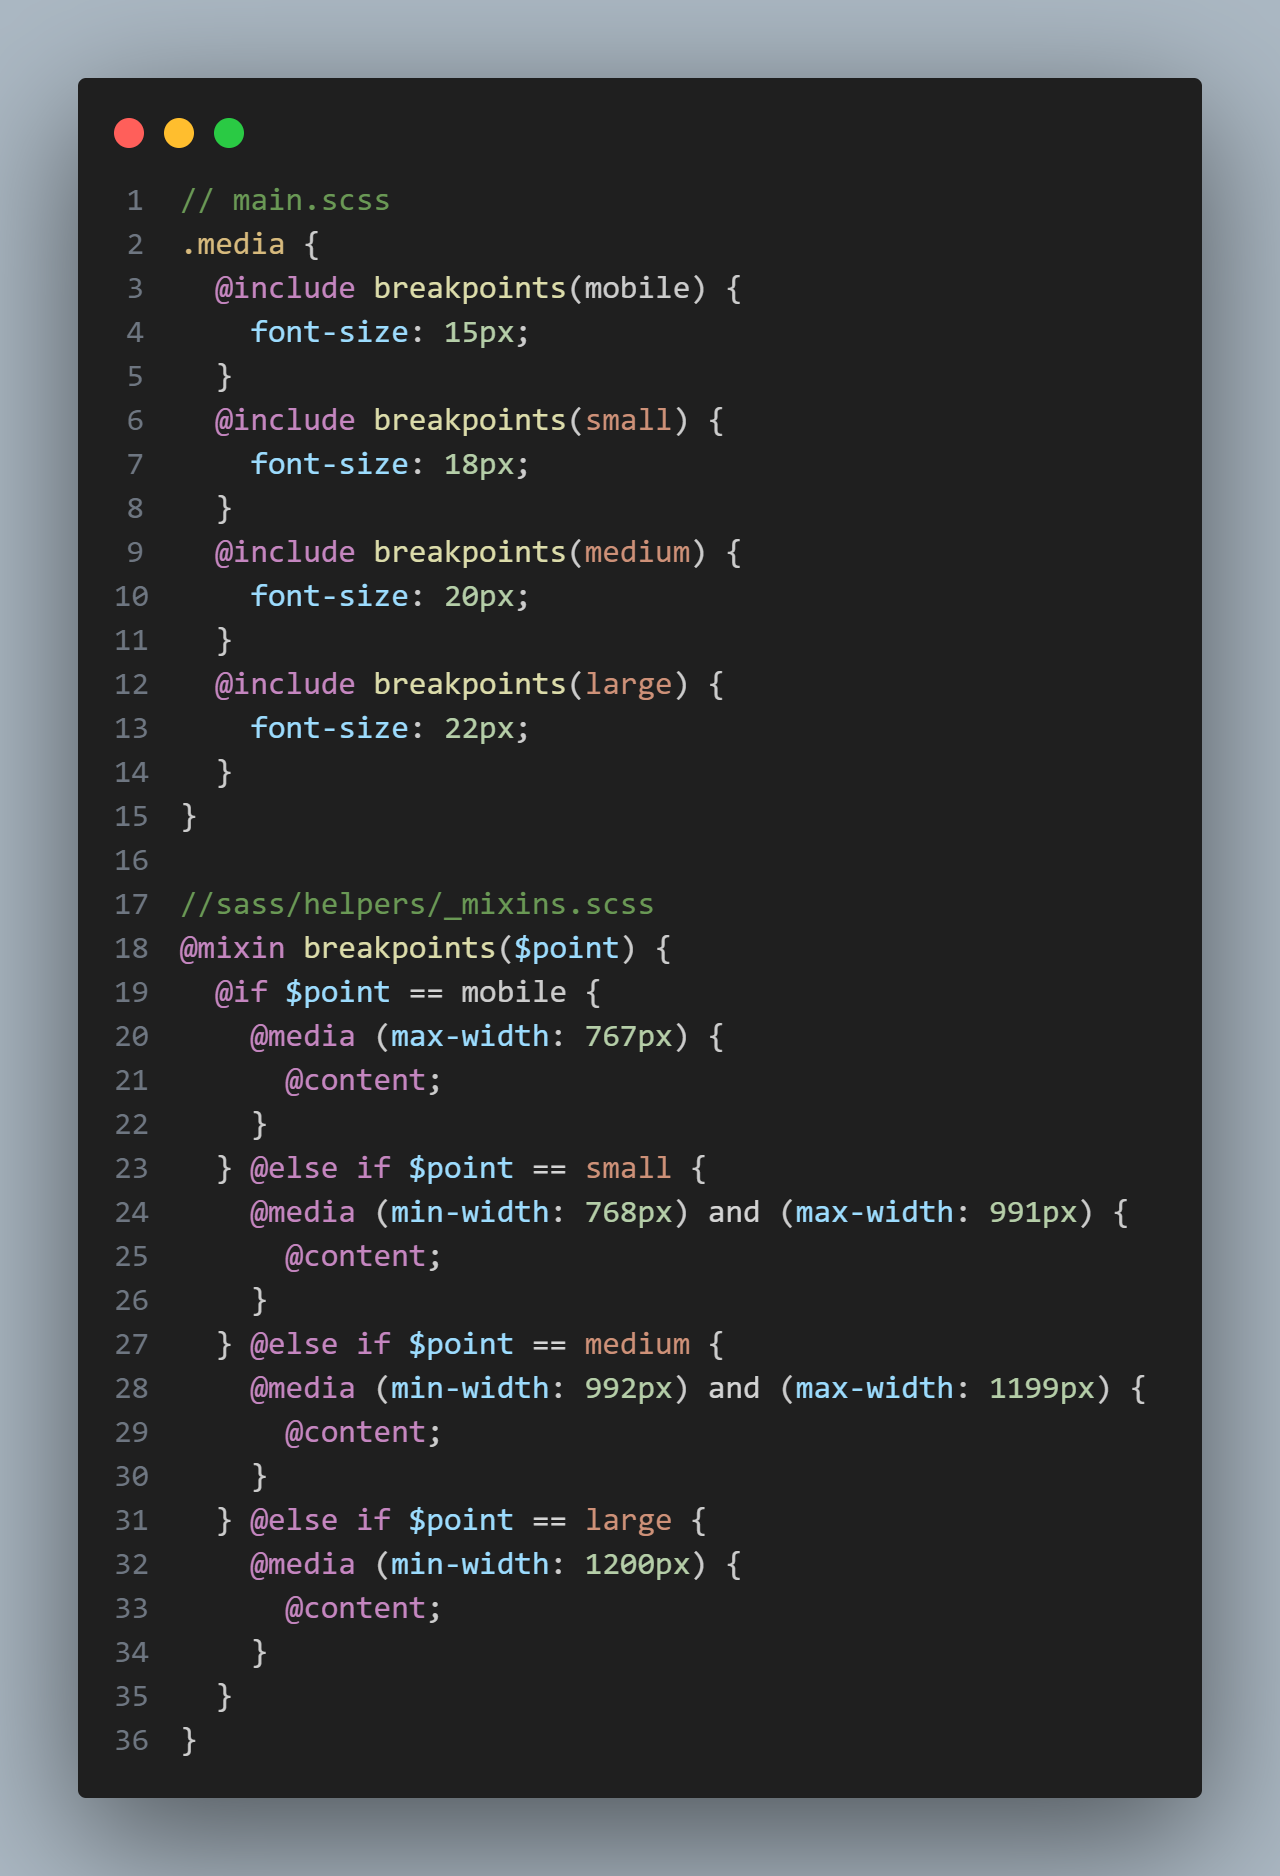 1 // main.scss
2 .media {
3   @include breakpoints(mobile) {
4     font-size: 15px;
5   }
6   @include breakpoints(small) {
7     font-size: 18px;
8   }
9   @include breakpoints(medium) {
10     font-size: 20px;
11   }
12   @include breakpoints(large) {
13     font-size: 22px;
14   }
15 }
16
17 //sass/helpers/_mixins.scss
18 @mixin breakpoints($point) {
19   @if $point == mobile {
20     @media (max-width: 767px) {
21       @content;
22     }
23   } @else if $point == small {
24     @media (min-width: 768px) and (max-width: 991px) {
25       @content;
26     }
27   } @else if $point == medium {
28     @media (min-width: 992px) and (max-width: 1199px) {
29       @content;
30     }
31   } @else if $point == large {
32     @media (min-width: 1200px) {
33       @content;
34     }
35   }
36 }